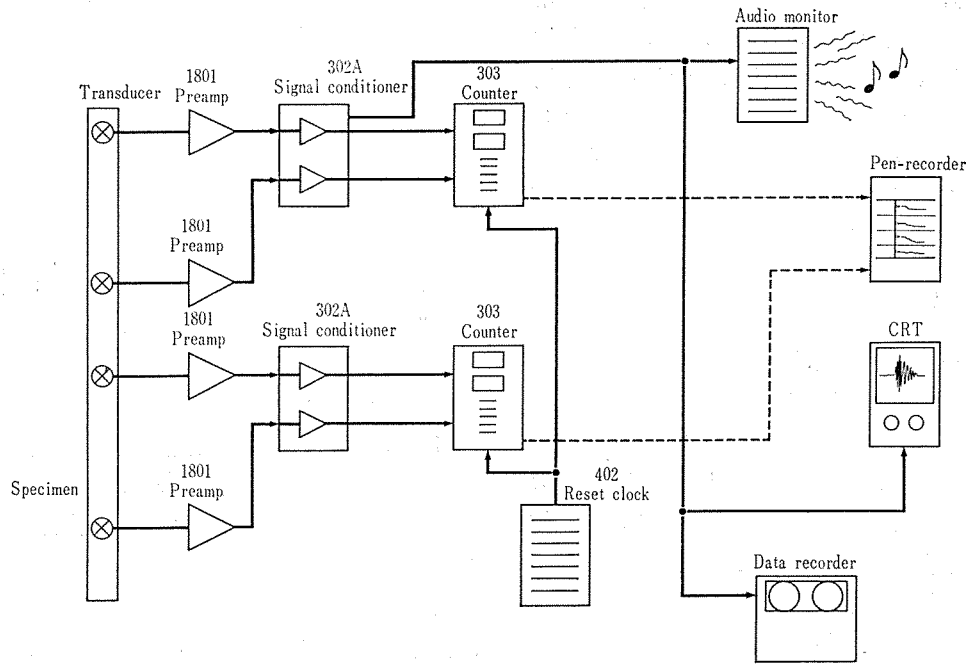 Audio monitor
1801
Preamp
302A
Signal conditioner
303
Counter
Transducer
Pen-recorder
1801
Preamp
1801
Preamp
302A
Signal conditioner
303
Counter
CRT
1801
Preamp
Specimen
402
Reset clock
Data recorder